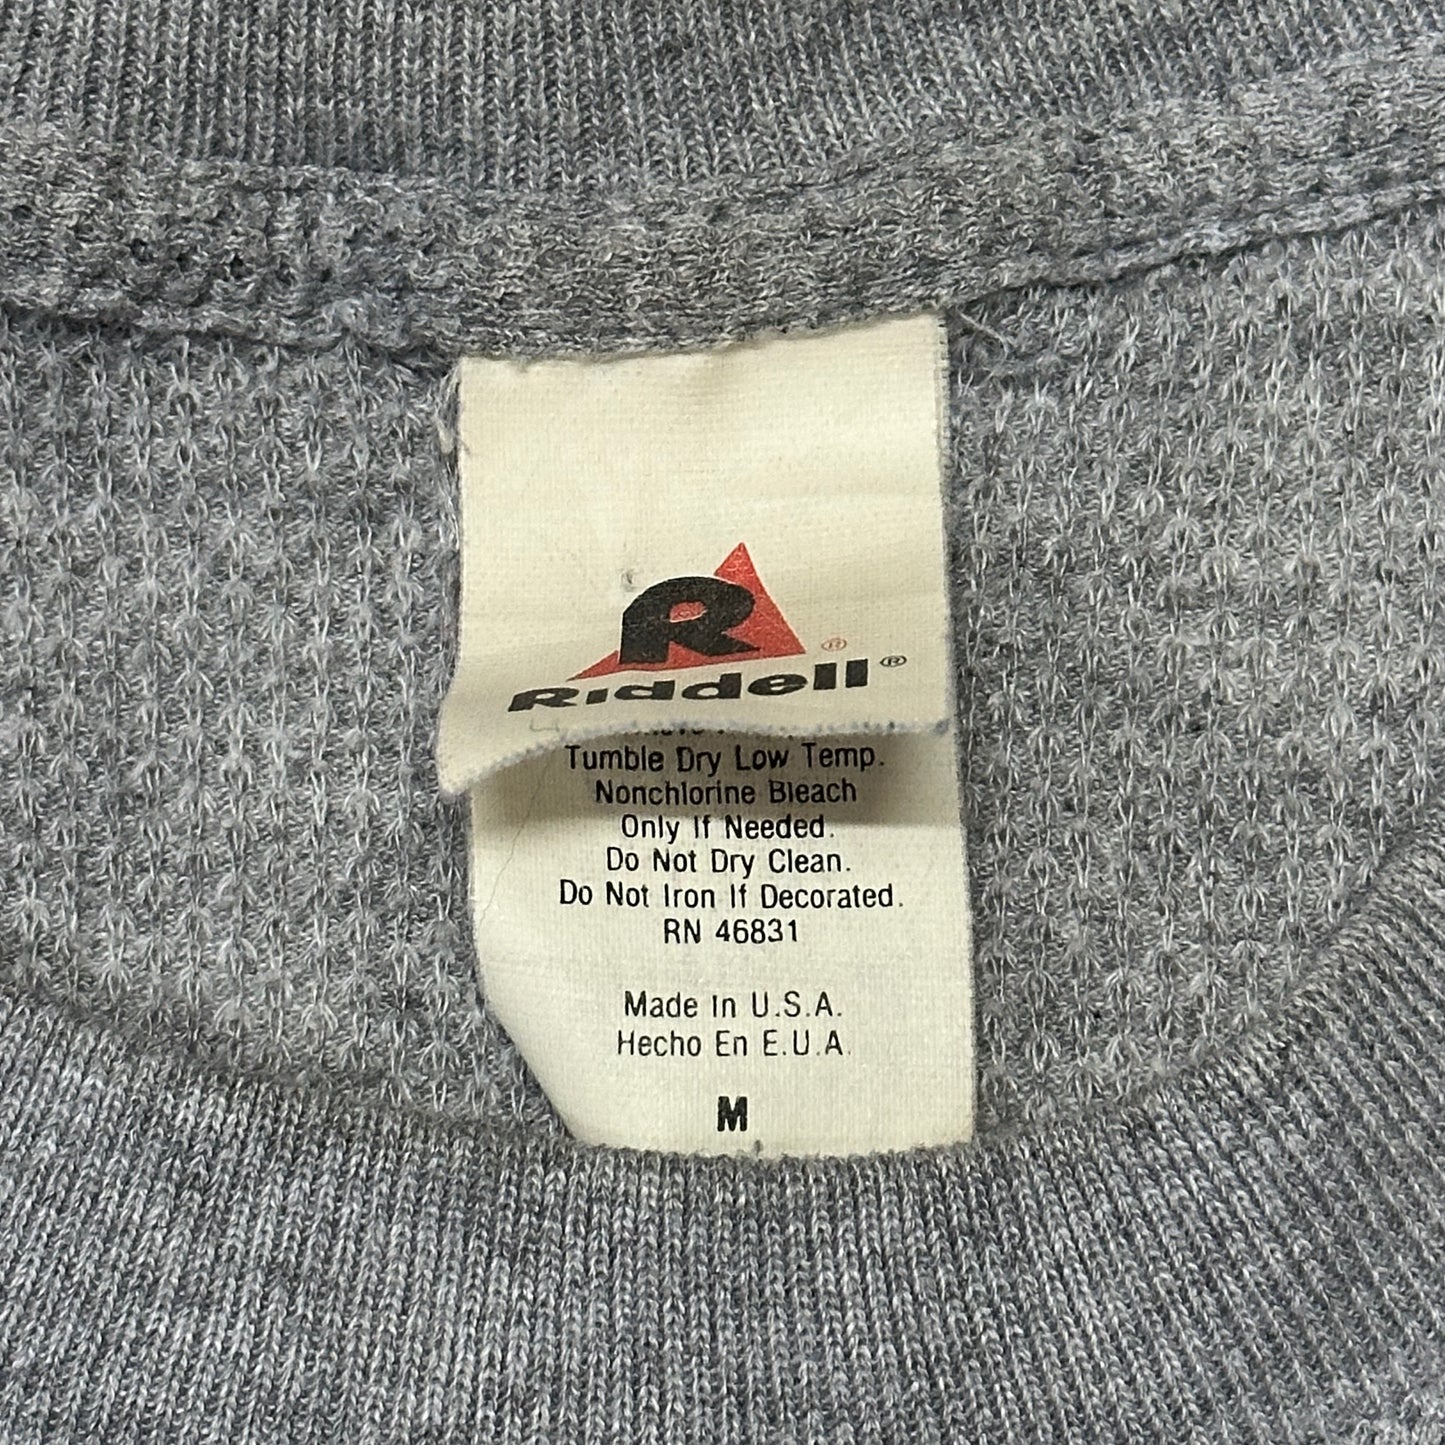 R ®
Riddell ®
Tumble Dry Low Temp.
Nonchlorine Bleach
Only If Needed.
Do Not Dry Clean.
Do Not Iron If Decorated.
RN 46831
Made In U.S.A.
Hecho En E.U.A.
M